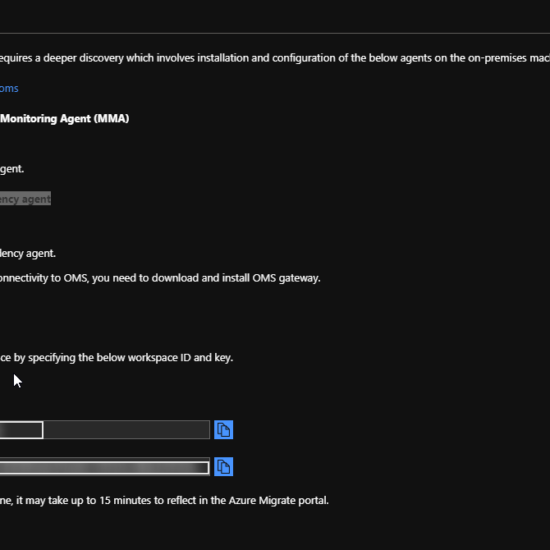 equires a deeper discovery which involves installation and configuration of the below agents on the on-premises mac
oms
Monitoring Agent (MMA)
gent.
ency agent
dency agent.
onnectivity to OMS, you need to download and install OMS gateway.
ce by specifying the below workspace ID and key.
ne, it may take up to 15 minutes to reflect in the Azure Migrate portal.